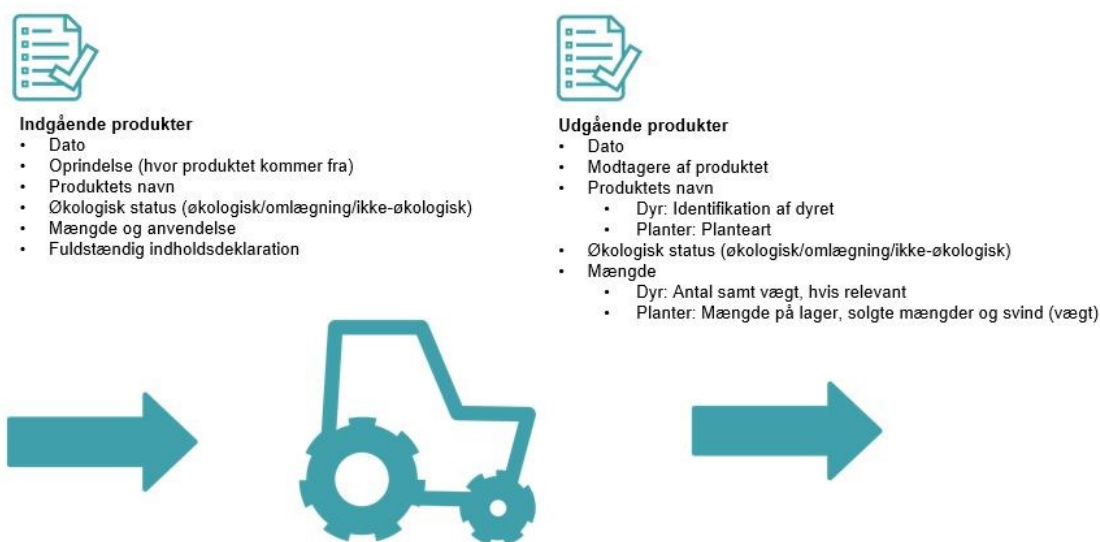 Indgående produkter
• Dato
• Oprindelse (hvor produktet kommer fra)
• Produktets navn
• Økologisk status (økologisk/omlægning/ikke-økologisk)
• Mængde og anvendelse
• Fuldstændig indholdsdeklaration
Udgående produkter
• Dato
• Modtagere af produktet
• Produktets navn
• Dyr: Identifikation af dyret
• Planter: Planteart
• Økologisk status (økologisk/omlægning/ikke-økologisk)
• Mængde
• Dyr: Antal samt vægt, hvis relevant
• Planter: Mængde på lager, solgte mængder og svind (vægt)